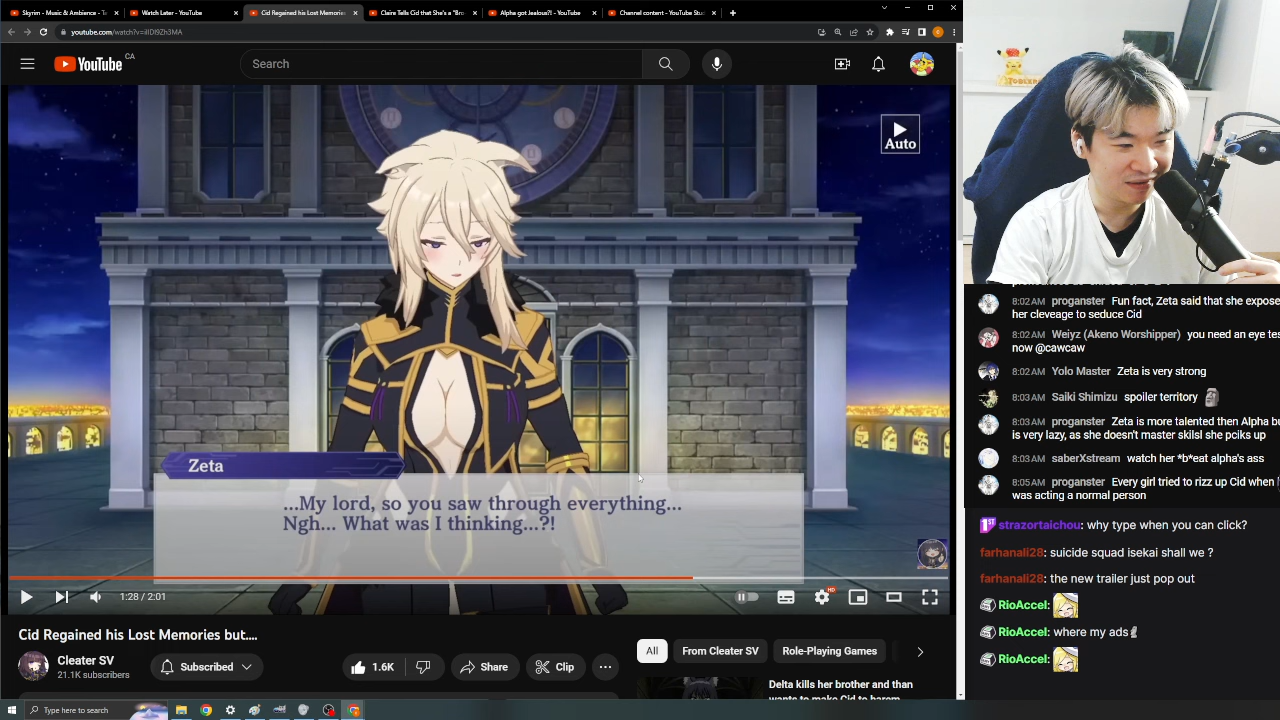 Skyrim - Music & Ambience - T
Watch Later - YouTube
Cid Regained his Lost Memories
Claire Tells Cid that She's a "Bro
Alpha got Jealous?! - YouTube
Channel content - YouTube Stu
YouTube CA
Search
Auto
Zeta
...My lord, so you saw through everything...
Ngh... What was I thinking...?!
1:28 / 2:01
HD
Cid Regained his Lost Memories but....
Cleater SV
21.1K subscribers
Subscribed
1.6K
Share
Clip
All
From Cleater SV
Role-Playing Games
Delta kills her brother and than
wants to make Cid to harem
8:02 AM proganster Fun fact, Zeta said that she expose
her cleveage to seduce Cid
8:02 AM Weiyz (Akeno Worshipper) you need an eye tes
now @cawcaw
8:02 AM Yolo Master Zeta is very strong
8:03 AM Saiki Shimizu spoiler territory
8:03 AM proganster Zeta is more talented then Alpha bu
is very lazy, as she doesn't master skilsl she pciks up
8:03 AM saberXstream watch her *b*eat alpha's ass
8:05 AM proganster Every girl tried to rizz up Cid when
was acting a normal person
1ST strazortaichou: why type when you can click?
farhanali28: suicide squad isekai shall we ?
farhanali28: the new trailer just pop out
RioAccel:
RioAccel: where my ads
RioAccel:
Type here to search